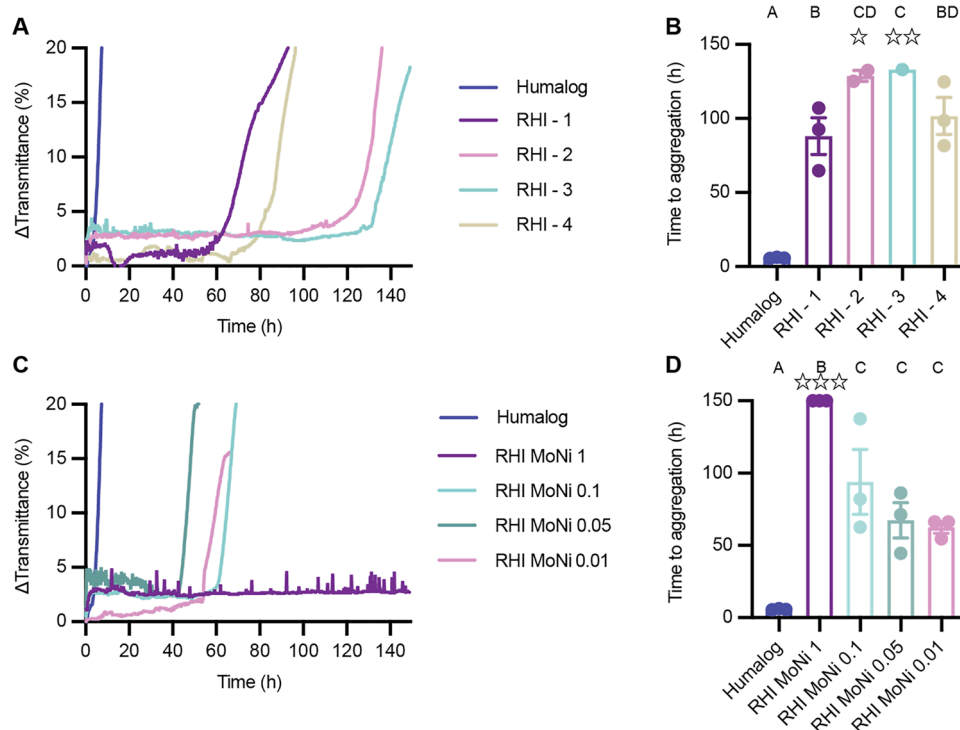 A
ΔTransmittance (%)
20
15
10
5
0
0 20 40 60 80 100 120 140
Time (h)
Humalog
RHI - 1
RHI - 2
RHI - 3
RHI - 4
B
A B CD C BD
Time to aggregation (h)
150
100
50
0
Humalog
RHI - 1
RHI - 2
RHI - 3
RHI - 4
C
ΔTransmittance (%)
20
15
10
5
0
0 20 40 60 80 100 120 140
Time (h)
Humalog
RHI MoNi 1
RHI MoNi 0.1
RHI MoNi 0.05
RHI MoNi 0.01
D
A B C C C
Time to aggregation (h)
150
100
50
0
Humalog
RHI MoNi 1
RHI MoNi 0.1
RHI MoNi 0.05
RHI MoNi 0.01